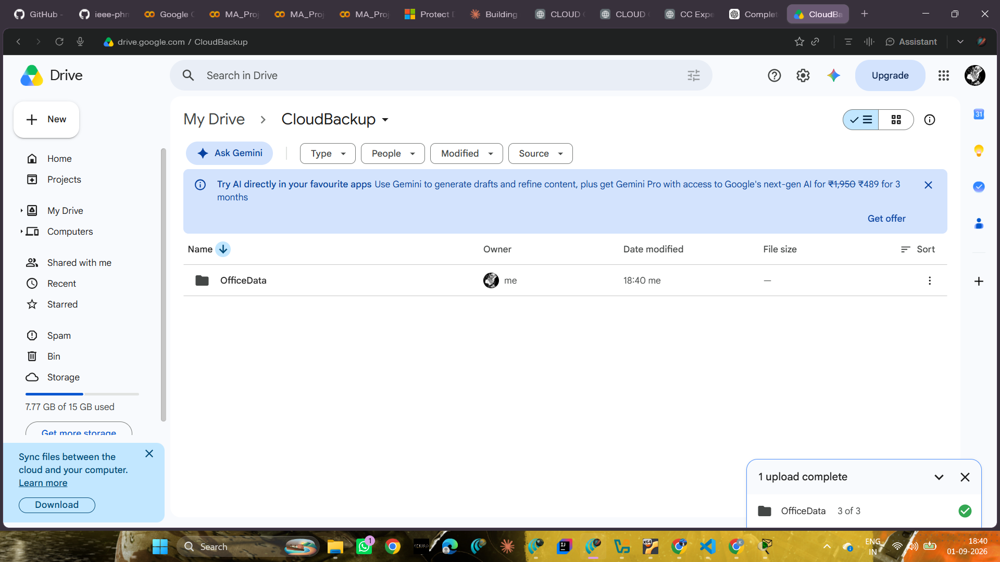 GitHub -
ieee-phm
Google C
MA_Proj
MA_Proj
MA_Proj
Protect D
Building
CLOUD
CLOUD
CC Expe
Complet
CloudBa
drive.google.com / CloudBackup
Assistant
Drive
Search in Drive
Upgrade
New
My Drive
CloudBackup
31
Ask Gemini
Type
People
Modified
Source
Home
Projects
My Drive
Computers
Shared with me
Recent
Starred
Spam
Bin
Storage
7.77 GB of 15 GB used
Get more storage
Try AI directly in your favourite apps Use Gemini to generate drafts and refine content, plus get Gemini Pro with access to Google's next-gen AI for ₹1,950 ₹489 for 3
months
Get offer
Name
Owner
Date modified
File size
Sort
OfficeData
me
18:40 me
—
Sync files between the
cloud and your computer.
Learn more
Download
1 upload complete
OfficeData 3 of 3
Search
1
SEKIRO
IJ
x64
T
K
ENG
IN
18:40
01-09-2026